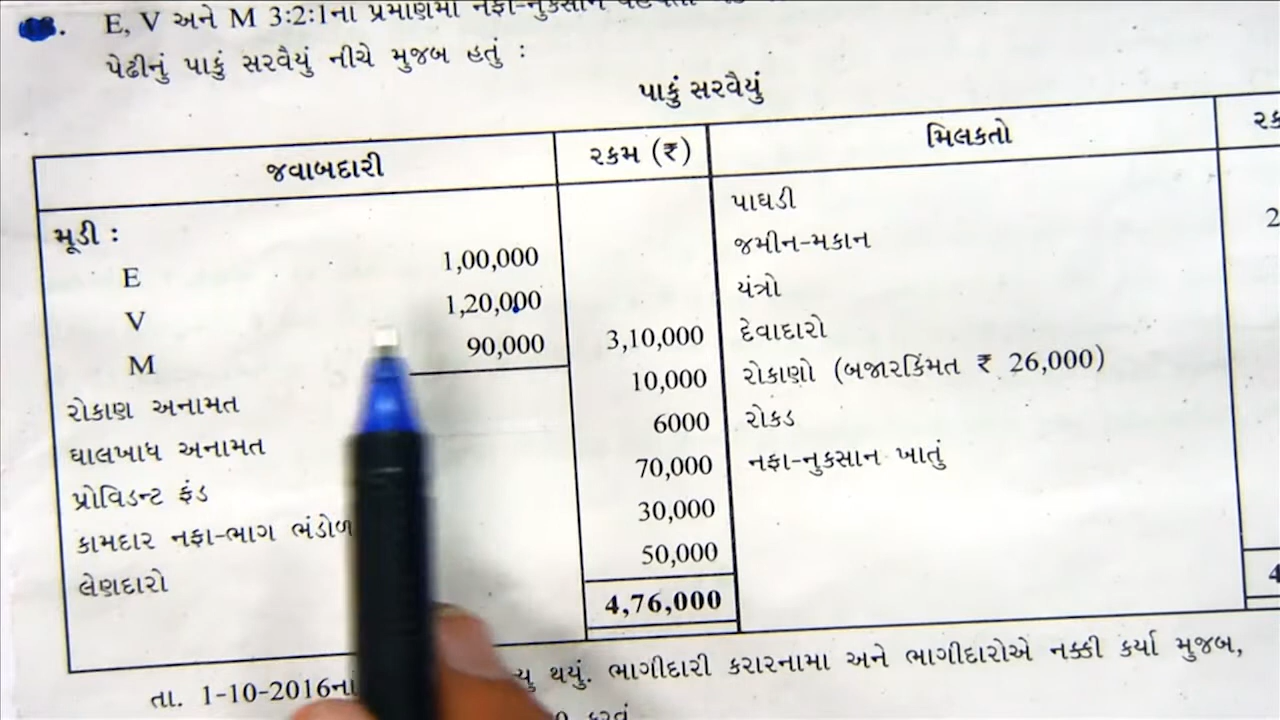 E, V અને M 3:2:1ના પ્રમાણમાં નફા-નુકસાન
પેઢીનું પાકું સરવૈયું નીચે મુજબ હતું :
પાકું સરવૈયું
જવાબદારી રકમ (₹) મિલકતો
મૂડી : પાઘડી
E 1,00,000 જમીન-મકાન
V 1,20,000 યંત્રો
M 90,000 3,10,000 દેવાદારો
રોકાણ અનામત 10,000 રોકાણો (બજારકિંમત ₹ 26,000)
ઘાલખાધ અનામત 6000 રોકડ
પ્રોવિડન્ટ ફંડ 70,000 નફા-નુકસાન ખાતું
કામદાર નફા-ભાગ ભંડોળ 30,000
લેણદારો 50,000
4,76,000
તા. 1-10-2016ના થયું. ભાગીદારી કરારનામા અને ભાગીદારોએ નક્કી કર્યા મુજબ,